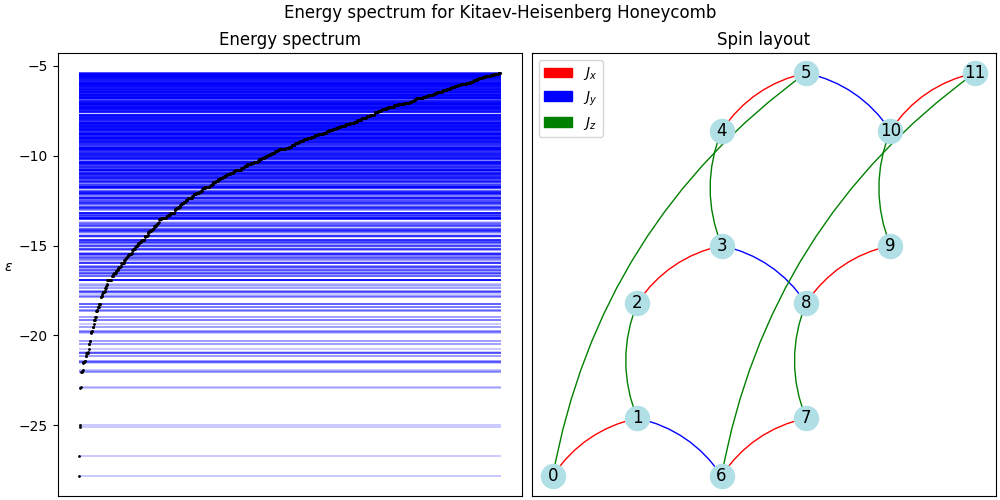 Energy spectrum for Kitaev-Heisenberg Honeycomb
Energy spectrum
−5
−10
−15
−20
−25
ε
Spin layout
J_x
J_y
J_z
5
11
4
10
3
9
2
8
1
7
0
6